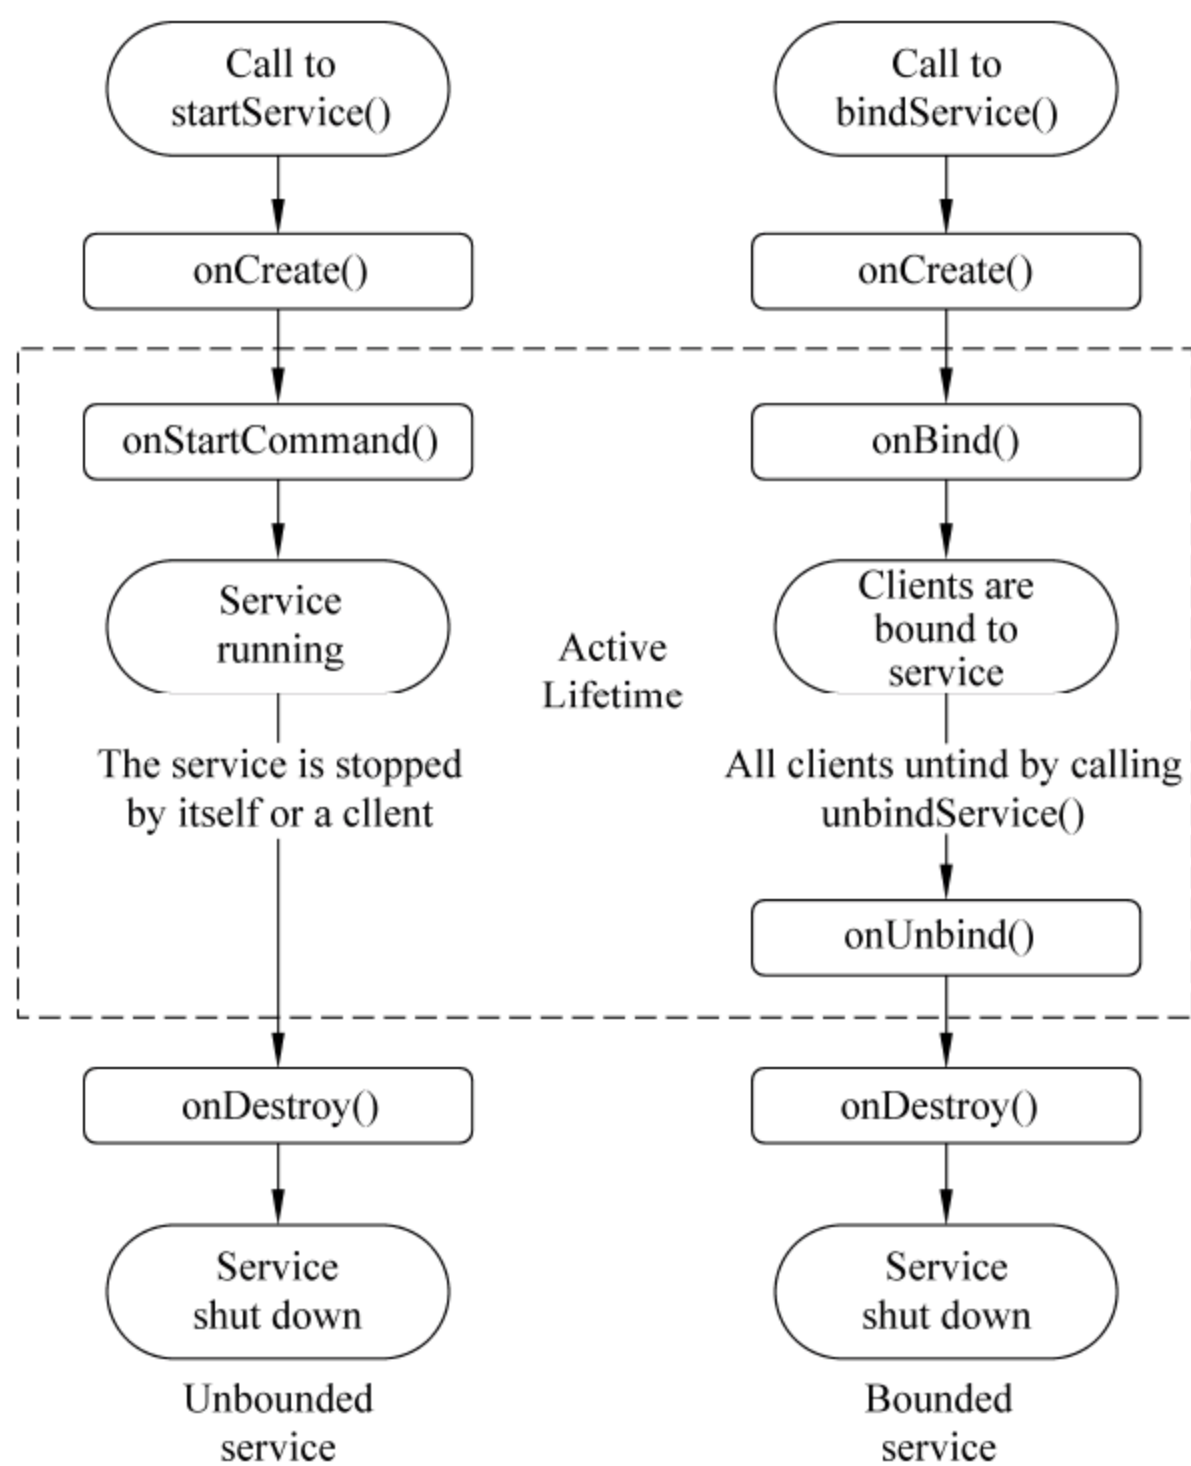 Call to
startService()
onCreate()
onStartCommand()
Service
running
The service is stopped
by itself or a cllent
onDestroy()
Service
shut down
Unbounded
service
Active
Lifetime
Call to
bindService()
onCreate()
onBind()
Clients are
bound to
service
All clients untind by calling
unbindService()
onUnbind()
onDestroy()
Service
shut down
Bounded
service